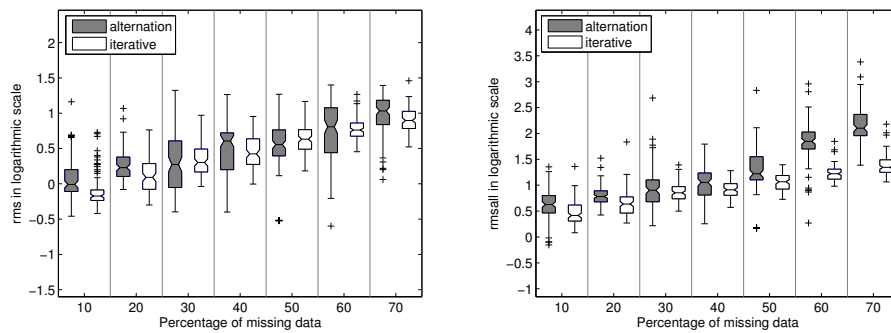 alternation
iterative
rms in logarithmic scale
2
1.5
1
0.5
0
−0.5
−1
−1.5
10 20 30 40 50 60 70
Percentage of missing data
alternation
iterative
rmsall in logarithmic scale
4
3.5
3
2.5
2
1.5
1
0.5
0
−0.5
−1
10 20 30 40 50 60 70
Percentage of missing data